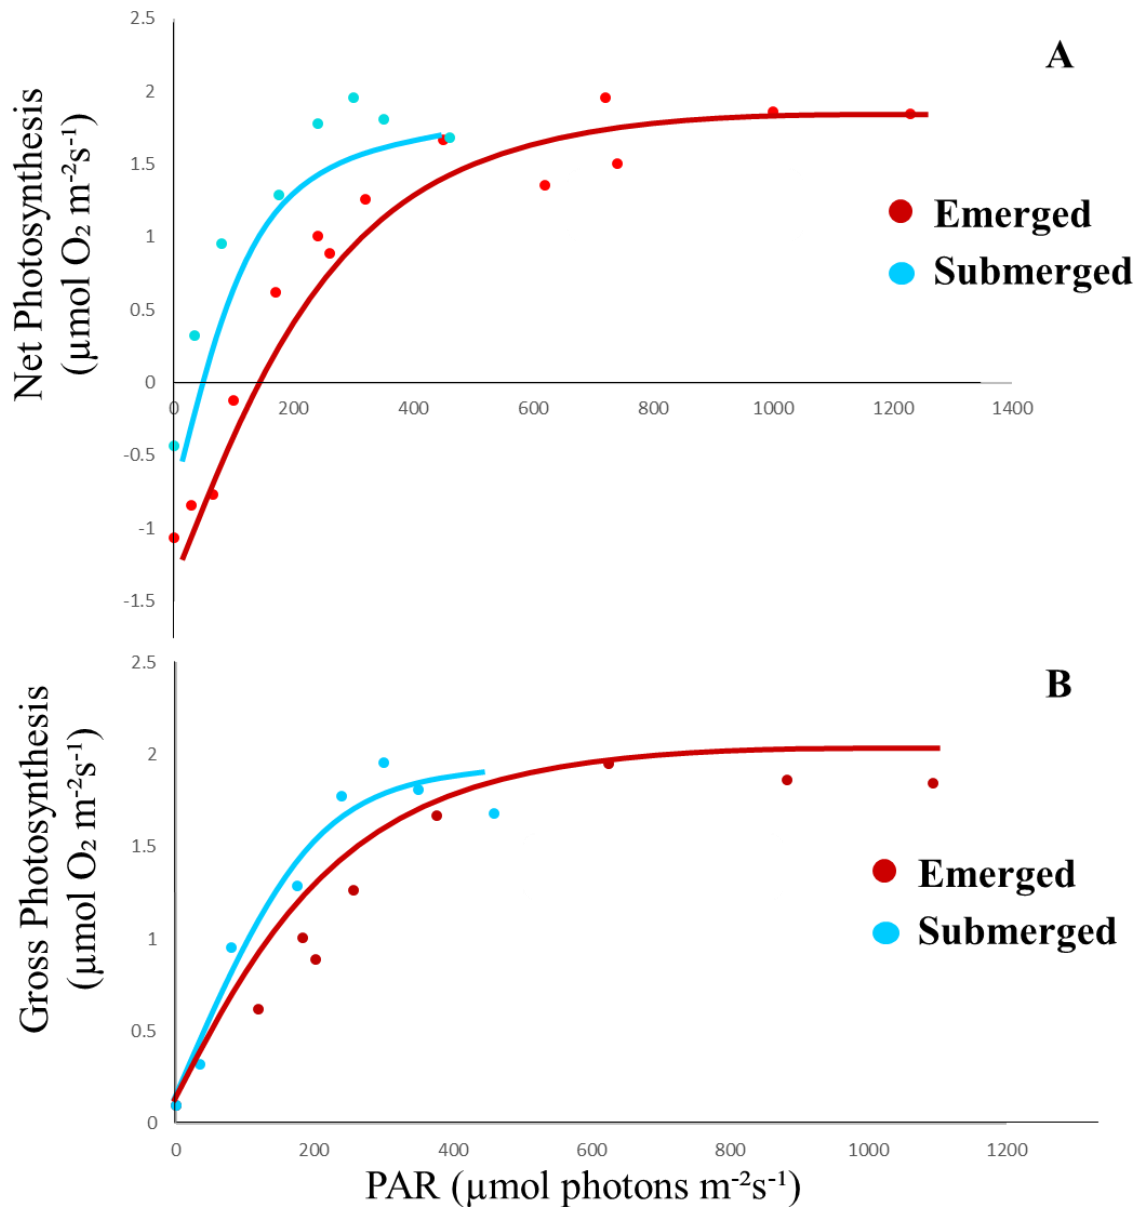 A
Net Photosynthesis
(µmol O₂ m⁻²s⁻¹)
2.5
2
1.5
1
0.5
0
-0.5
-1
-1.5
0 200 400 600 800 1000 1200 1400
Emerged
Submerged
B
Gross Photosynthesis
(µmol O₂ m⁻²s⁻¹)
2.5
2
1.5
1
0.5
0
Emerged
Submerged
0 200 400 600 800 1000 1200
PAR (µmol photons m⁻²s⁻¹)